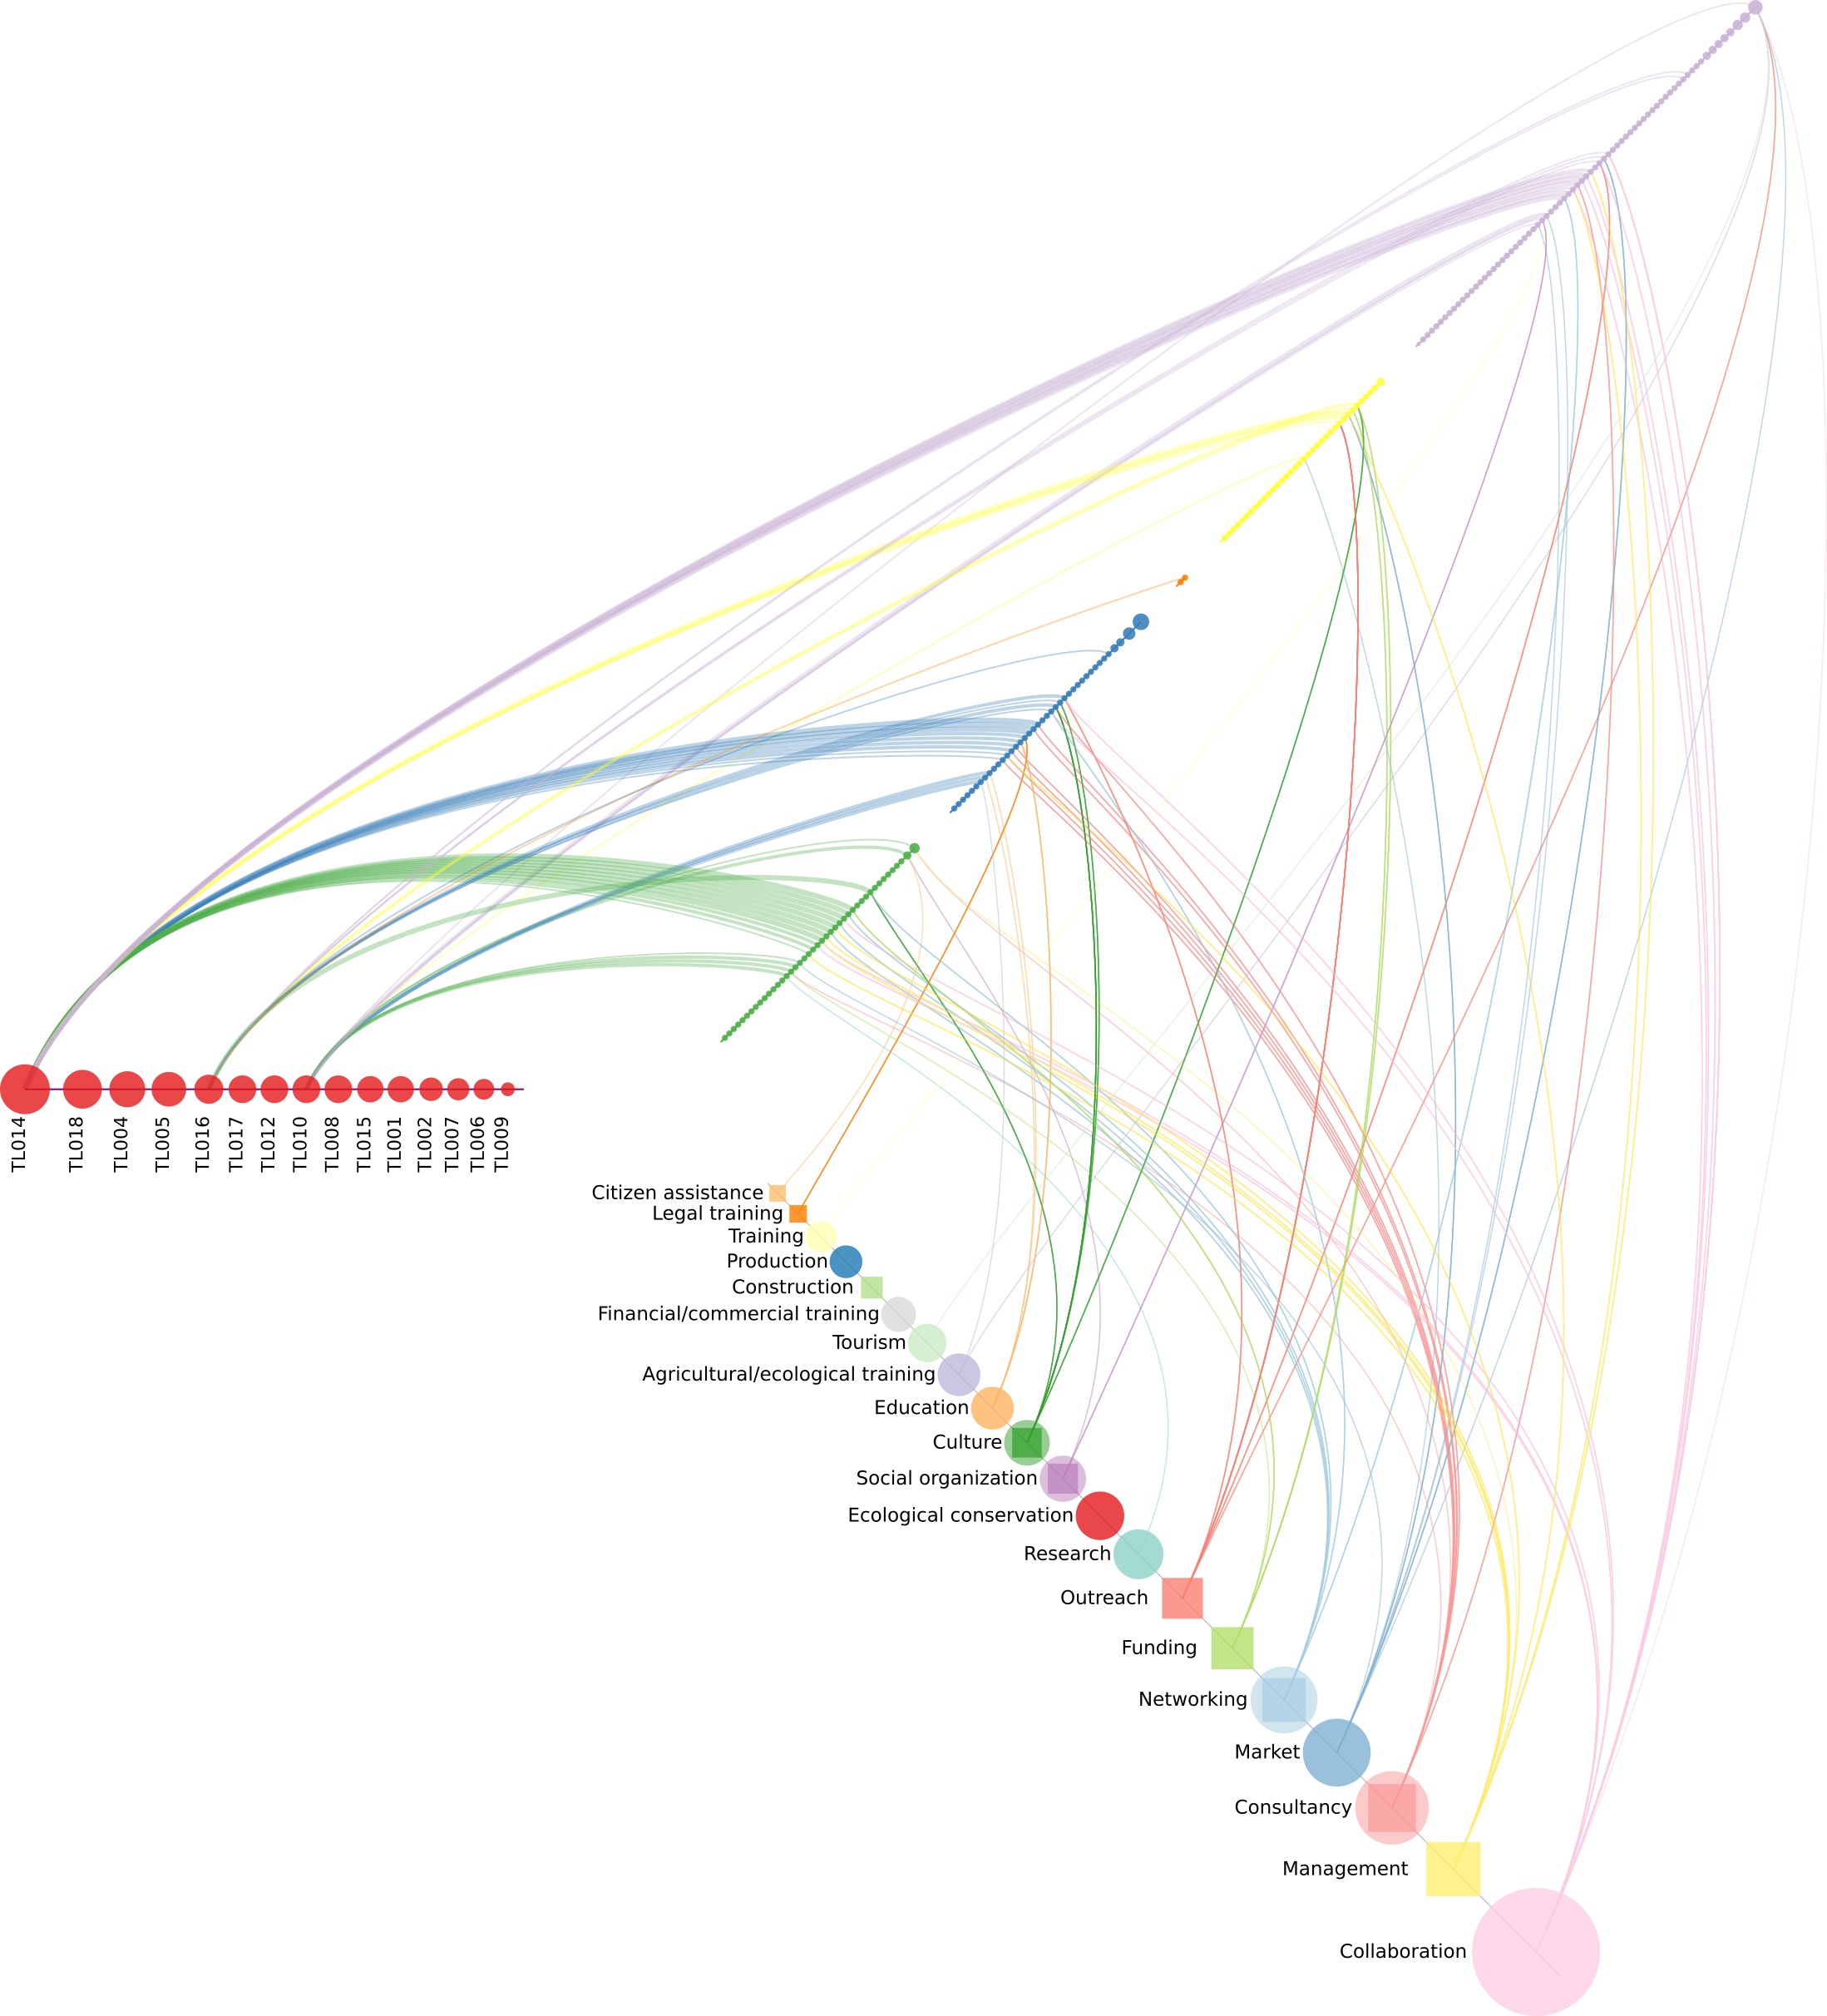 TL014
TL018
TL004
TL005
TL016
TL017
TL012
TL010
TL008
TL015
TL001
TL002
TL007
TL006
TL009
Citizen assistance
Legal training
Training
Production
Construction
Financial/commercial training
Tourism
Agricultural/ecological training
Education
Culture
Social organization
Ecological conservation
Research
Outreach
Funding
Networking
Market
Consultancy
Management
Collaboration